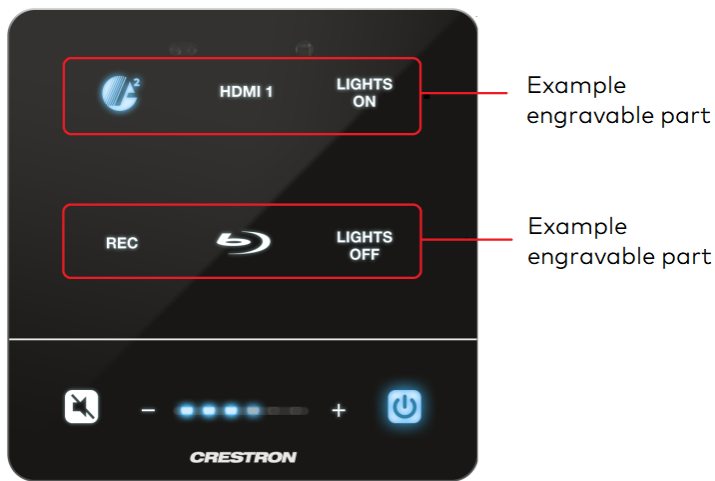 HDMI 1
LIGHTS
ON
Example
engravable part
REC
LIGHTS
OFF
Example
engravable part
− +
CRESTRON